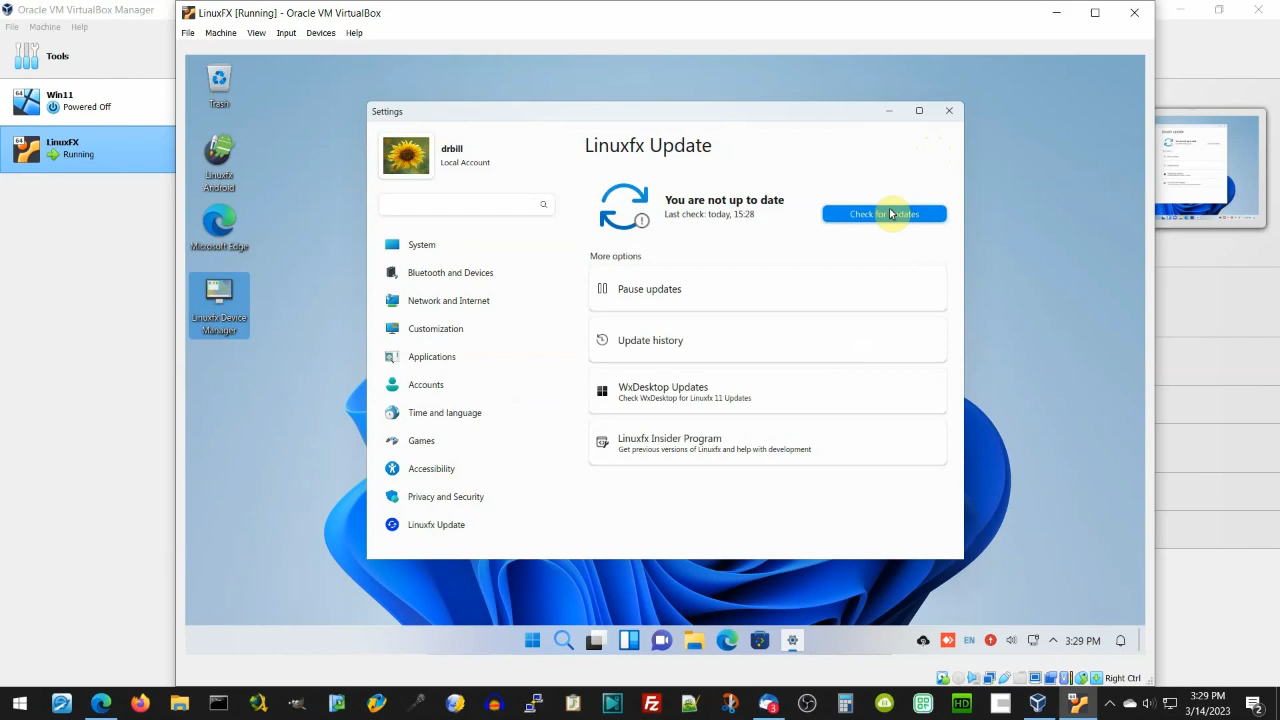 Oracle VM VirtualBox Manager
File Machine Help
Tools
Win11
Powered Off
LinuxFX
Running
LinuxFX [Running] - Oracle VM VirtualBox
File Machine View Input Devices Help
Trash
Linuxfx
Android
Microsoft Edge
Linuxfx Device
Manager
Settings
drbill
Local Account
System
Bluetooth and Devices
Network and Internet
Customization
Applications
Accounts
Time and language
Games
Accessibility
Privacy and Security
Linuxfx Update
Linuxfx Update
You are not up to date
Last check: today, 15:28
Check for updates
More options
Pause updates
Update history
WxDesktop Updates
Check WxDesktop for Linuxfx 11 Updates
Linuxfx Insider Program
Get previous versions of Linuxfx and help with development
EN
3:29 PM
Right Ctrl
3:29 PM
3/14/2023